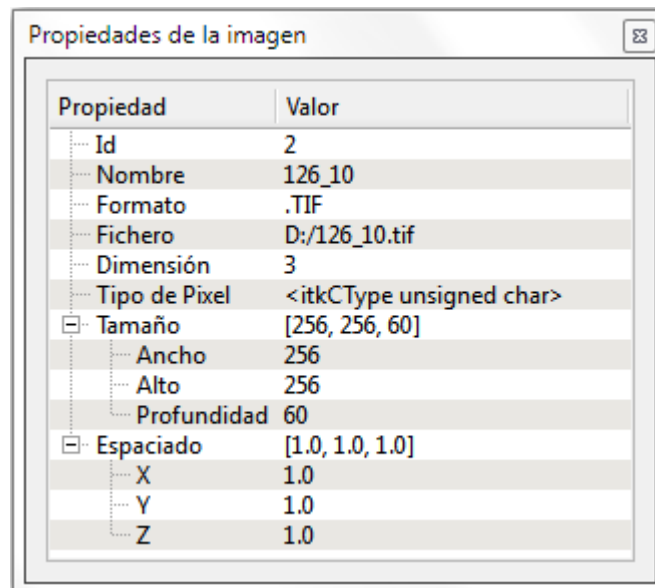 Propiedades de la imagen
Propiedad Valor
Id 2
Nombre 126_10
Formato .TIF
Fichero D:/126_10.tif
Dimensión 3
Tipo de Pixel <itkCType unsigned char>
Tamaño [256, 256, 60]
Ancho 256
Alto 256
Profundidad 60
Espaciado [1.0, 1.0, 1.0]
X 1.0
Y 1.0
Z 1.0